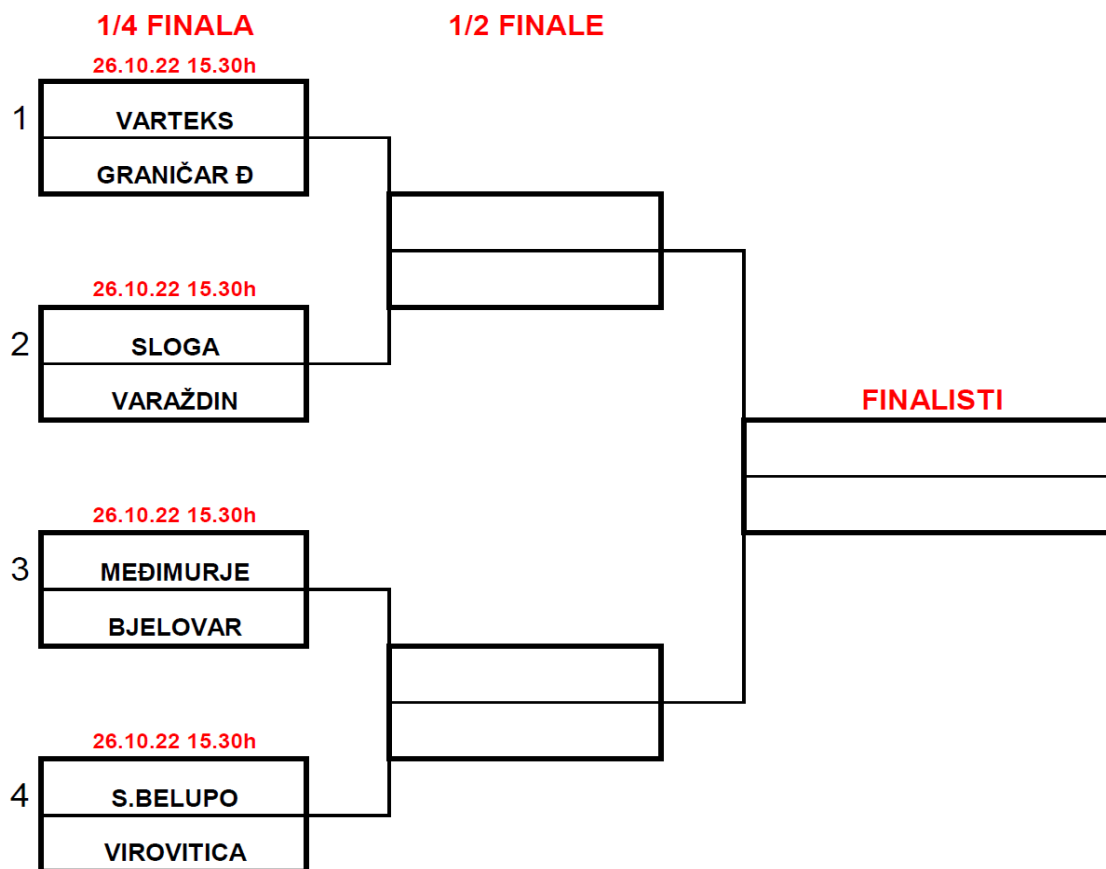 1/4 FINALA
1/2 FINALE
26.10.22 15.30h
1
VARTEKS
GRANIČAR Đ
26.10.22 15.30h
2
SLOGA
VARAŽDIN
FINALISTI
26.10.22 15.30h
3
MEĐIMURJE
BJELOVAR
26.10.22 15.30h
4
S.BELUPO
VIROVITICA